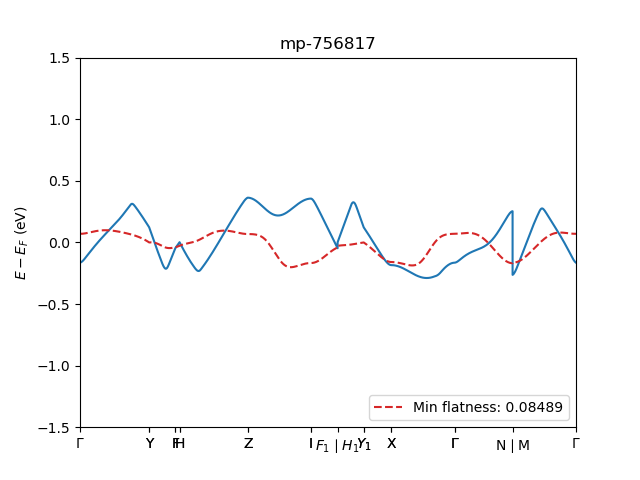 mp-756817
1.5
1.0
0.5
0.0
−0.5
−1.0
−1.5
E − E_F (eV)
Min flatness: 0.08489
Γ Y F H Z I F₁ | H₁ Y₁ X Γ N | M Γ